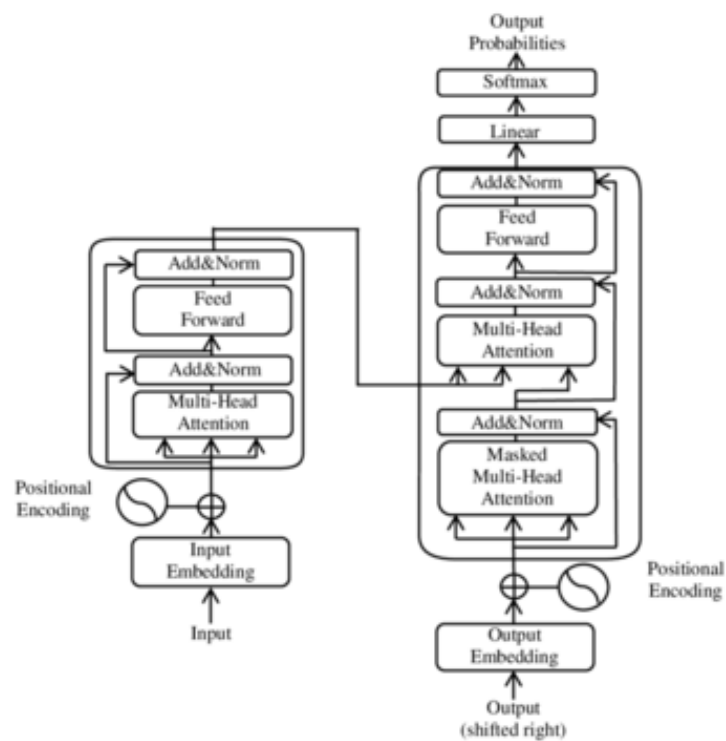 Output
Probabilities
Softmax
Linear
Add&Norm
Feed
Forward
Add&Norm
Multi-Head
Attention
Add&Norm
Masked
Multi-Head
Attention
Positional
Encoding
Output
Embedding
Output
(shifted right)
Add&Norm
Feed
Forward
Add&Norm
Multi-Head
Attention
Positional
Encoding
Input
Embedding
Input